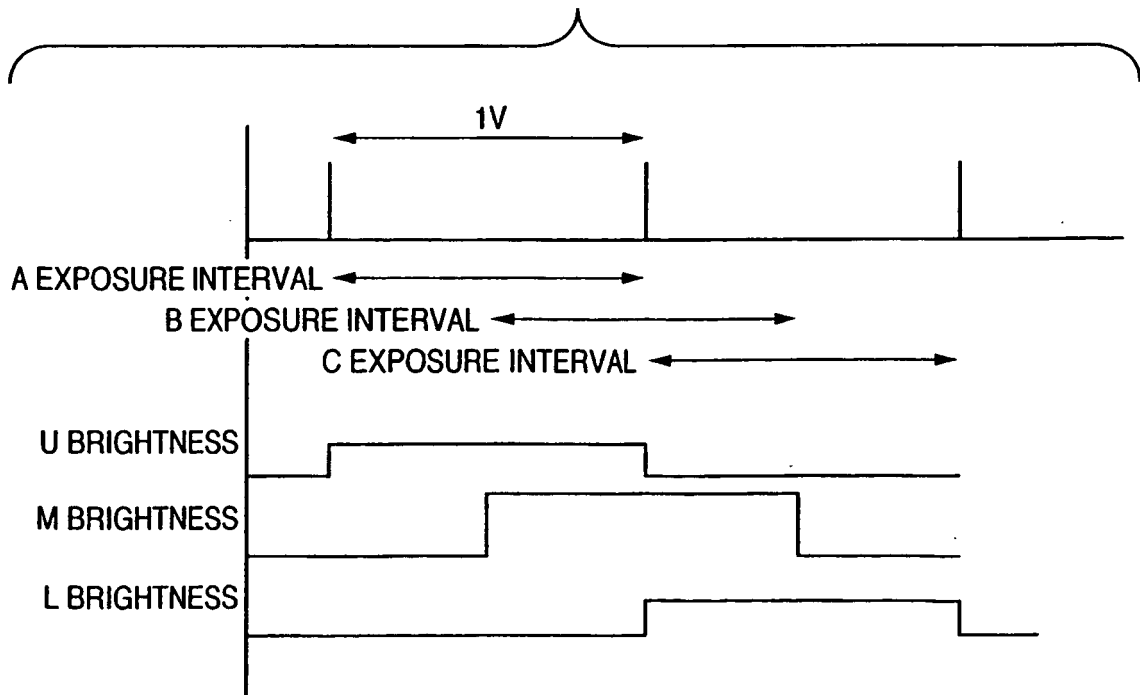 1V
A EXPOSURE INTERVAL
B EXPOSURE INTERVAL
C EXPOSURE INTERVAL
U BRIGHTNESS
M BRIGHTNESS
L BRIGHTNESS